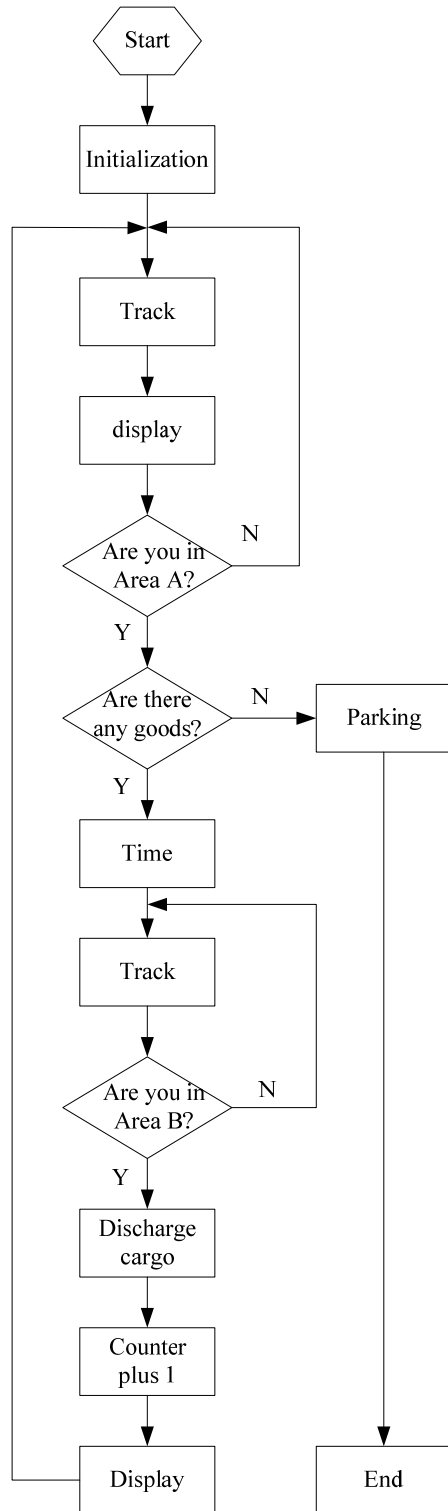 Start
Initialization
Track
display
Are you in
Area A?
N
Y
Are there
any goods?
N
Parking
Y
Time
Track
Are you in
Area B?
N
Y
Discharge
cargo
Counter
plus 1
Display
End